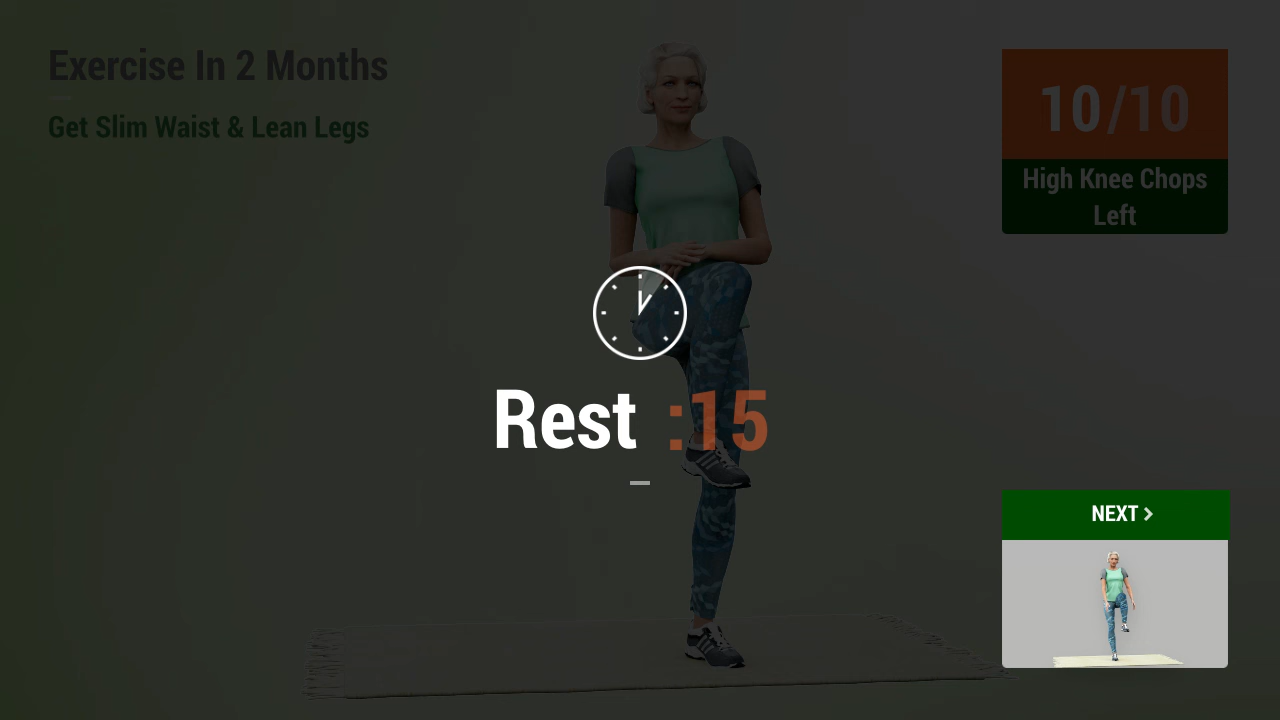 Exercise In 2 Months
Get Slim Waist & Lean Legs
10/10
High Knee Chops
Left
Rest :15
NEXT